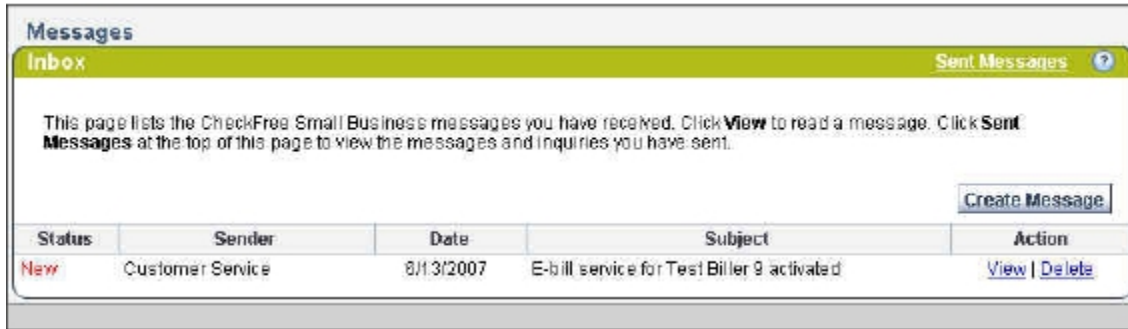 Messages
Inbox Sent Messages ?
This page lists the CheckFree Small Business messages you have received. Click View to read a message. Click Sent
Messages at the top of this page to view the messages and inquiries you have sent.
Create Message
Status Sender Date Subject Action
New Customer Service 8/13/2007 E-bill service for Test Biller 9 activated View | Delete